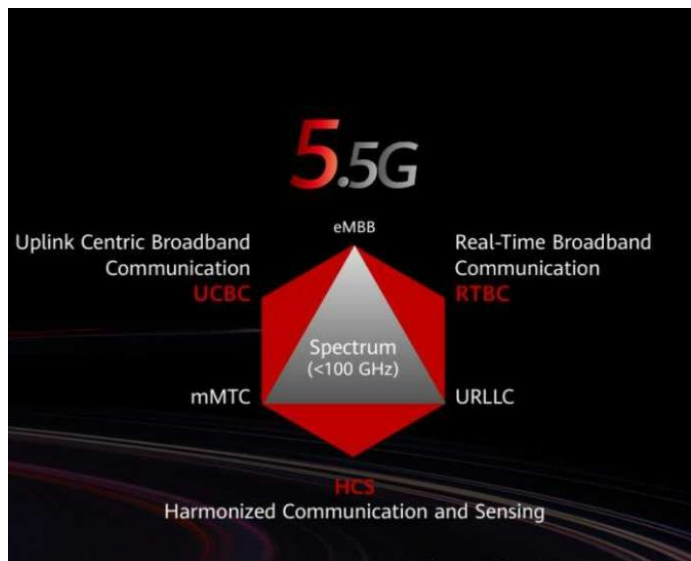 5.5G
eMBB
Uplink Centric Broadband
Communication
UCBC
Real-Time Broadband
Communication
RTBC
Spectrum
(<100 GHz)
mMTC
URLLC
HCS
Harmonized Communication and Sensing